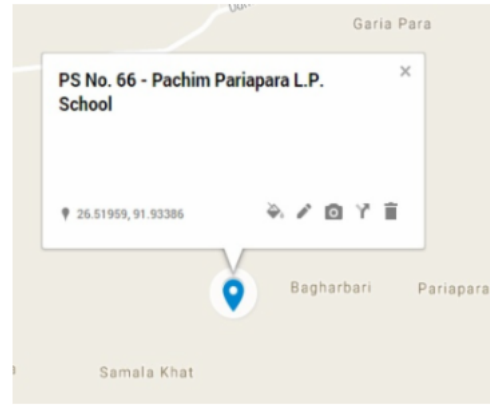 Garia Para
PS No. 66 - Pachim Pariapara L.P.
School
26.51959, 91.93386
Bagharbari
Pariapara
Samala Khat